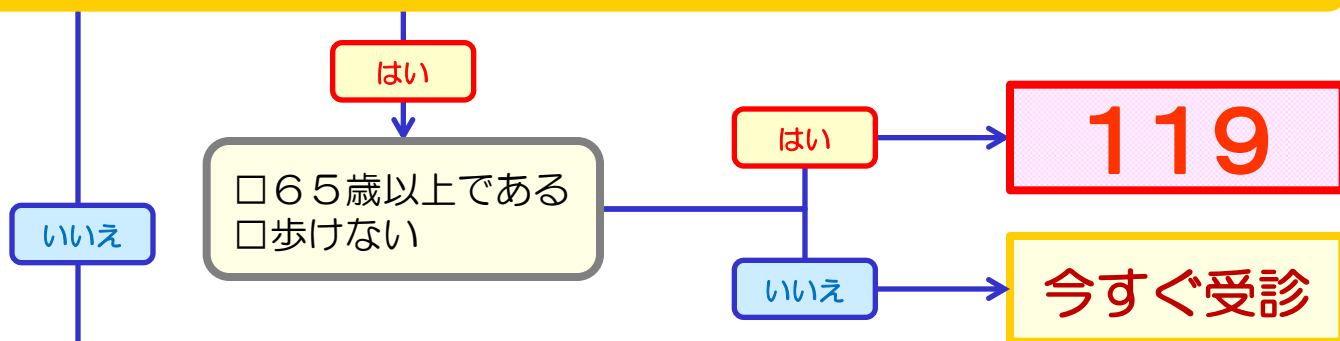 はい
はい
119
□65歳以上である
□歩けない
いいえ
いいえ
今すぐ受診